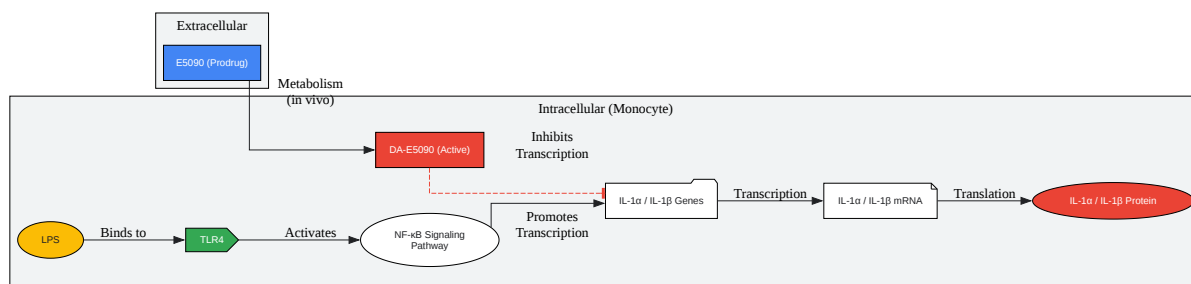 Extracellular
E5090 (Prodrug)
Metabolism
(in vivo)
Intracellular (Monocyte)
DA-E5090 (Active)
Inhibits
Transcription
IL-1α / IL-1β Genes
Transcription
IL-1α / IL-1β mRNA
Translation
IL-1α / IL-1β Protein
LPS
Binds to
TLR4
Activates
NF-κB Signaling
Pathway
Promotes
Transcription